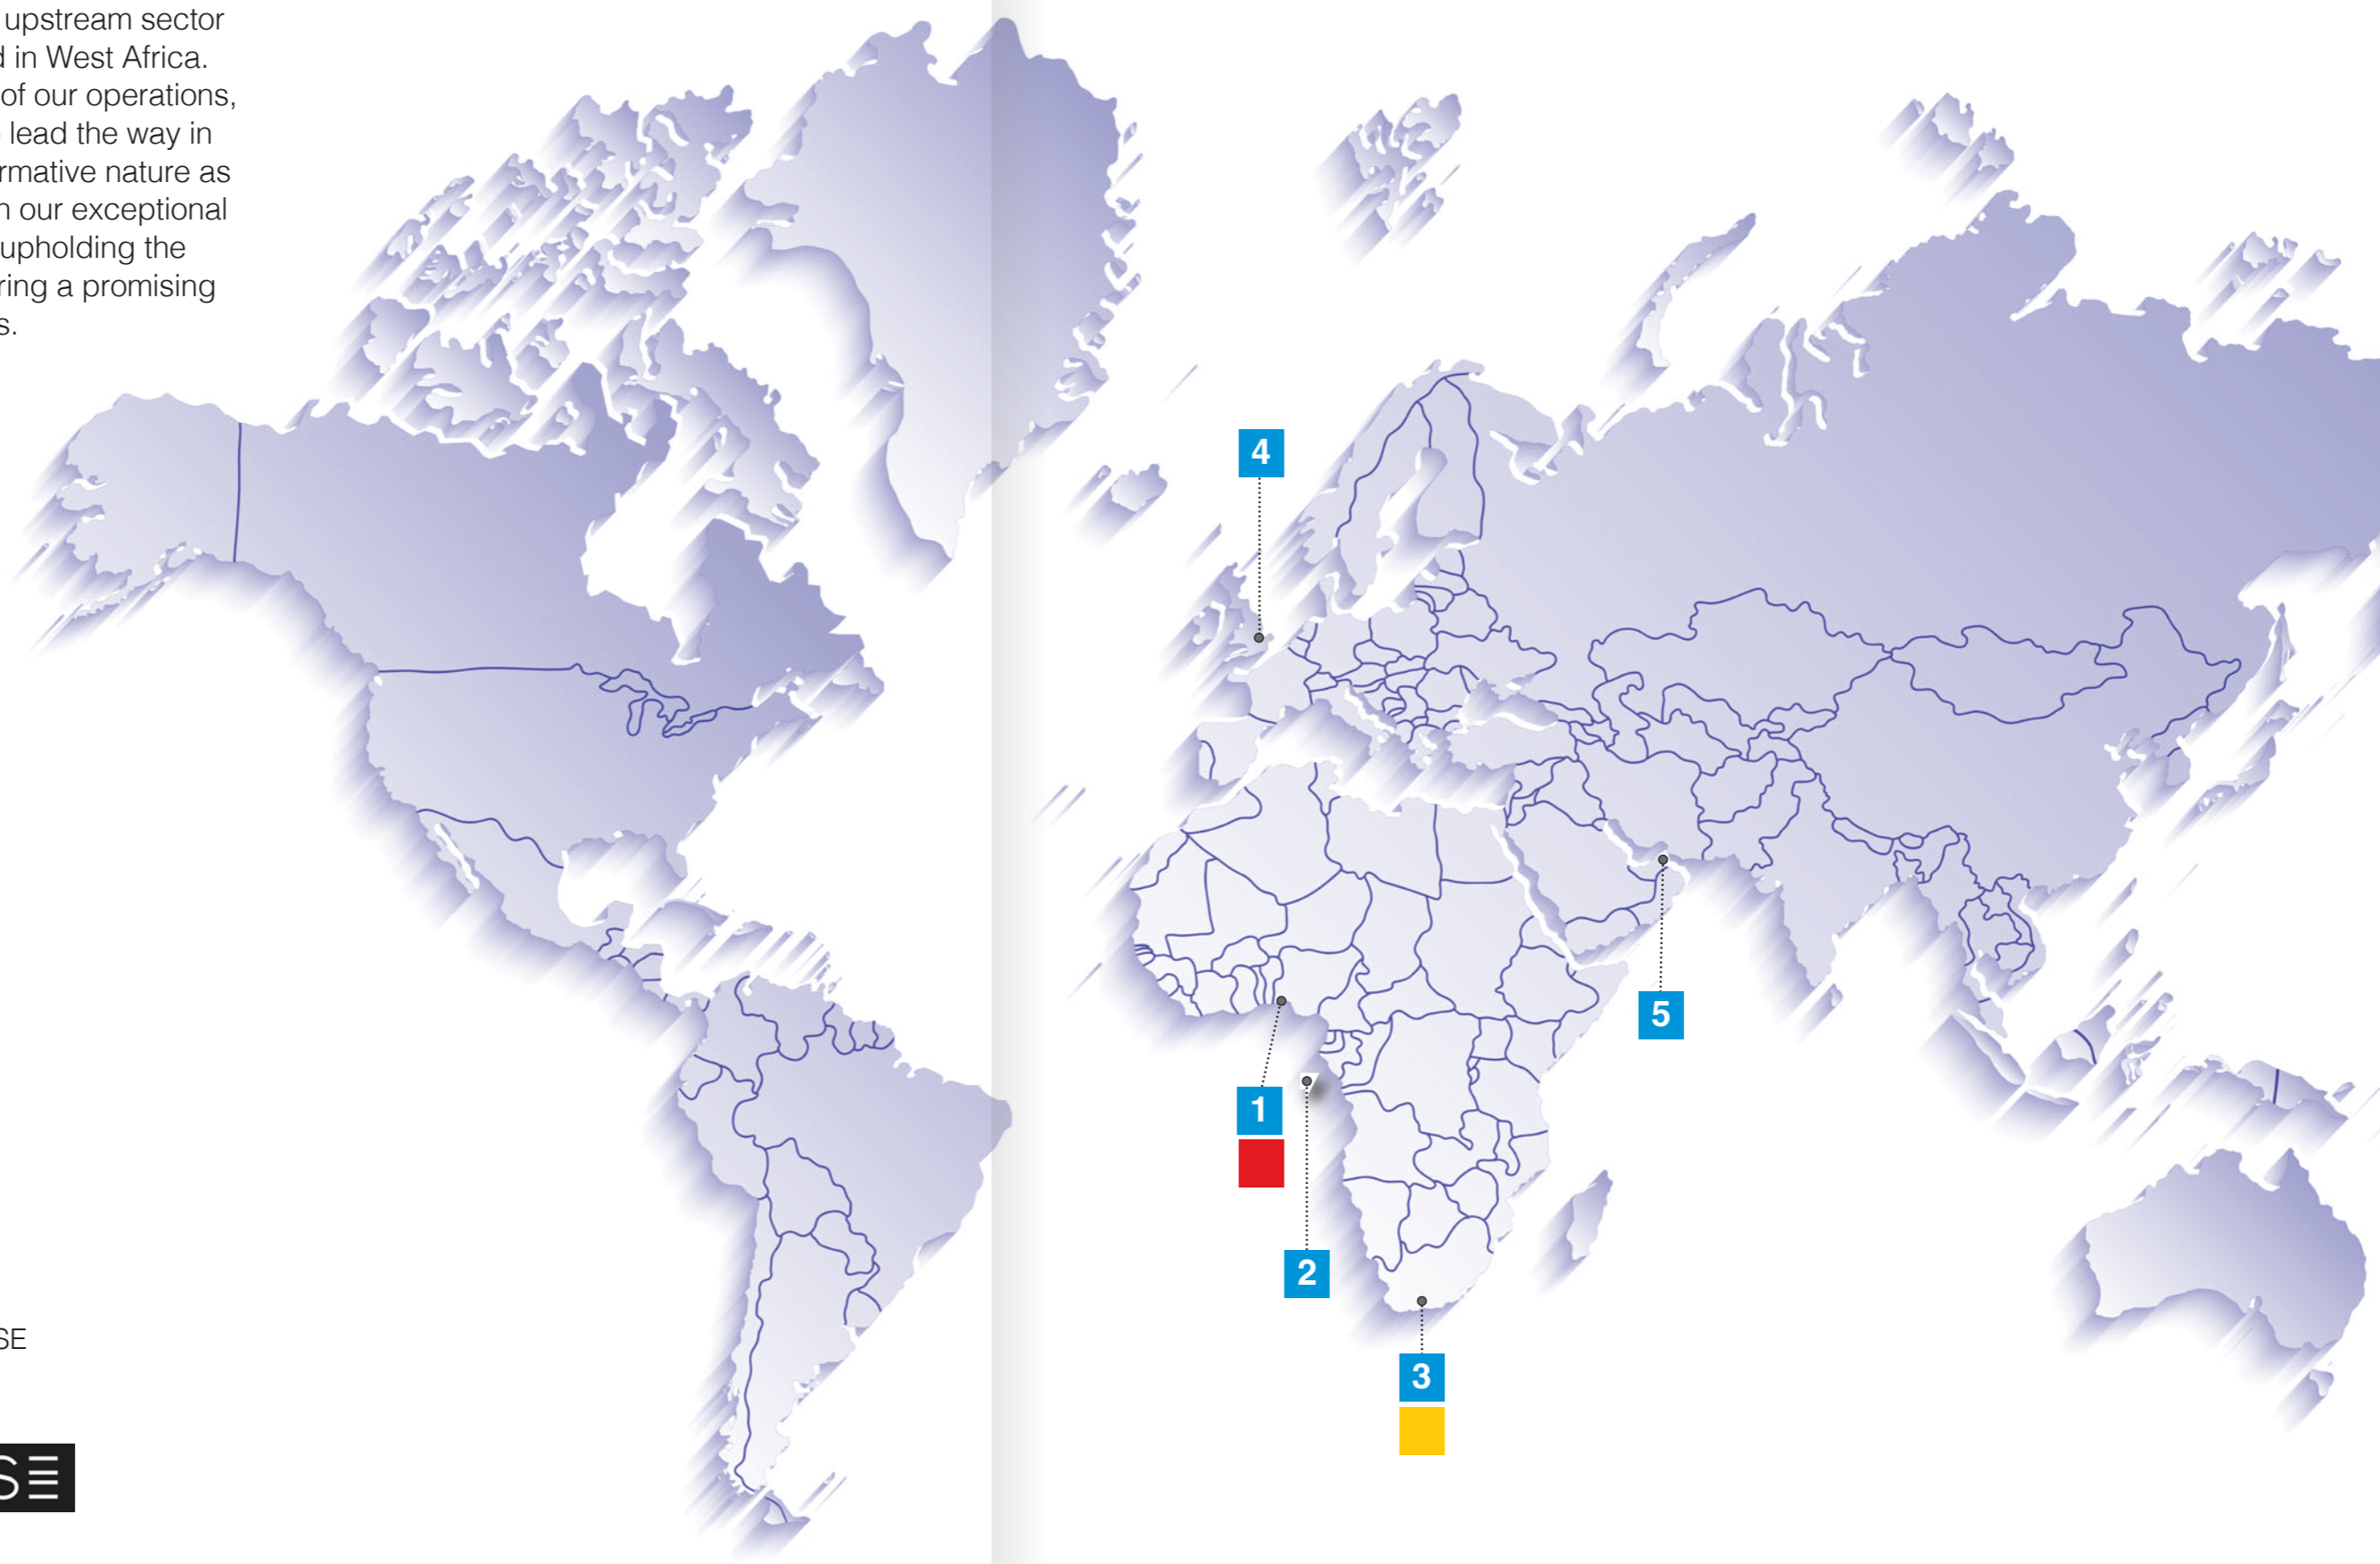 upstream sector
d in West Africa.
of our operations,
lead the way in
rmative nature as
n our exceptional
upholding the
ring a promising
s.
4
5
1
2
3
SE
SE